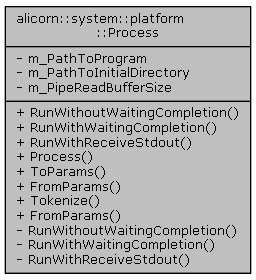 alicorn::system::platform
::Process
- m_PathToProgram
- m_PathToInitialDirectory
- m_PipeReadBufferSize
+ RunWithoutWaitingCompletion()
+ RunWithWaitingCompletion()
+ RunWithReceiveStdout()
+ Process()
+ ToParams()
+ FromParams()
+ Tokenize()
+ FromParams()
- RunWithoutWaitingCompletion()
- RunWithWaitingCompletion()
- RunWithReceiveStdout()